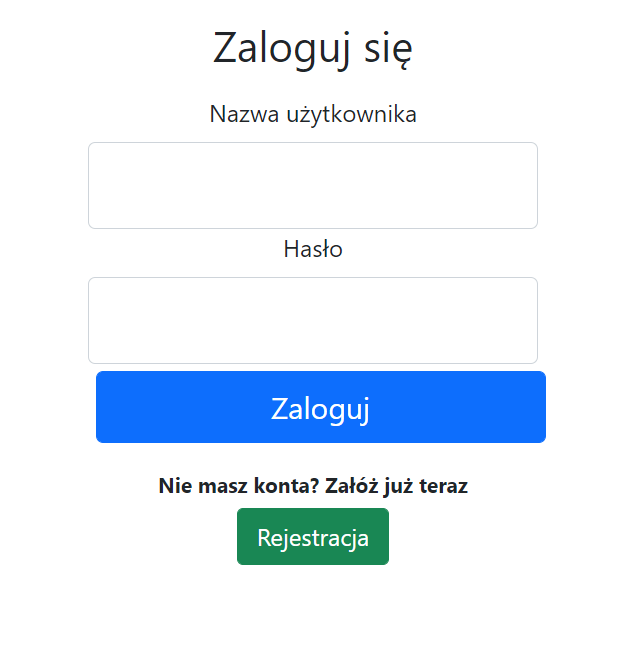 Zaloguj się
Nazwa użytkownika
Hasło
Zaloguj
Nie masz konta? Załóż już teraz
Rejestracja